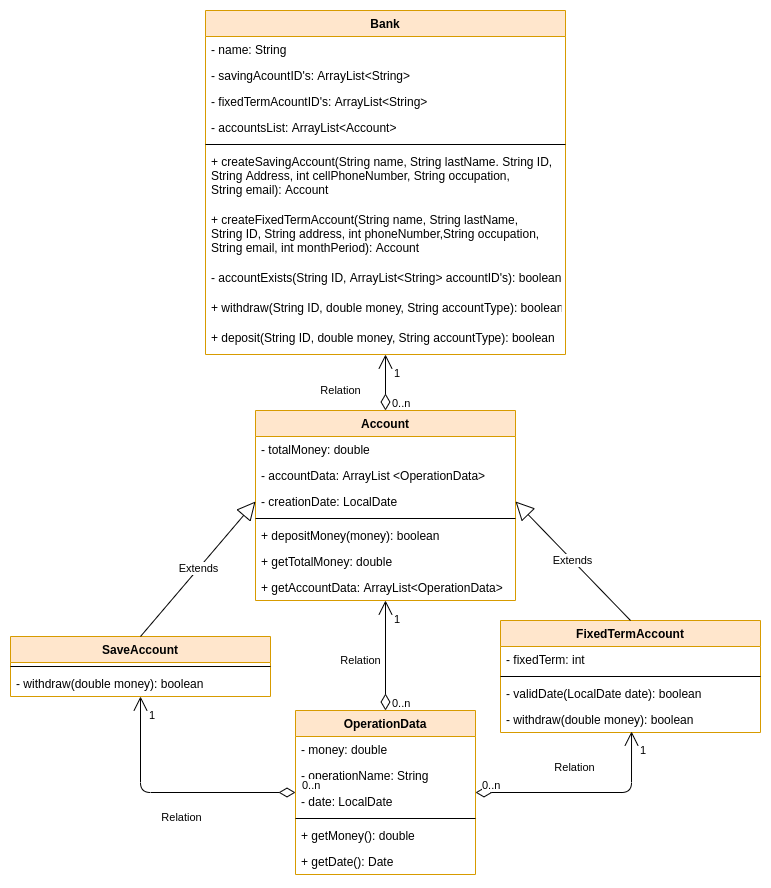 Bank
- name: String
- savingAcountID's: ArrayList<String>
- fixedTermAcountID's: ArrayList<String>
- accountsList: ArrayList<Account>
+ createSavingAccount(String name, String lastName. String ID,
String Address, int cellPhoneNumber, String occupation,
String email): Account
+ createFixedTermAccount(String name, String lastName,
String ID, String address, int phoneNumber,String occupation,
String email, int monthPeriod): Account
- accountExists(String ID, ArrayList<String> accountID's): boolean
+ withdraw(String ID, double money, String accountType): boolean
+ deposit(String ID, double money, String accountType): boolean
1
Relation
0..n
Account
- totalMoney: double
- accountData: ArrayList <OperationData>
- creationDate: LocalDate
+ depositMoney(money): boolean
+ getTotalMoney: double
+ getAccountData: ArrayList<OperationData>
Extends
Extends
1
Relation
0..n
SaveAccount
- withdraw(double money): boolean
1
FixedTermAccount
- fixedTerm: int
- validDate(LocalDate date): boolean
- withdraw(double money): boolean
1
OperationData
- money: double
- operationName: String
- date: LocalDate
+ getMoney(): double
+ getDate(): Date
0..n
0..n
Relation
Relation